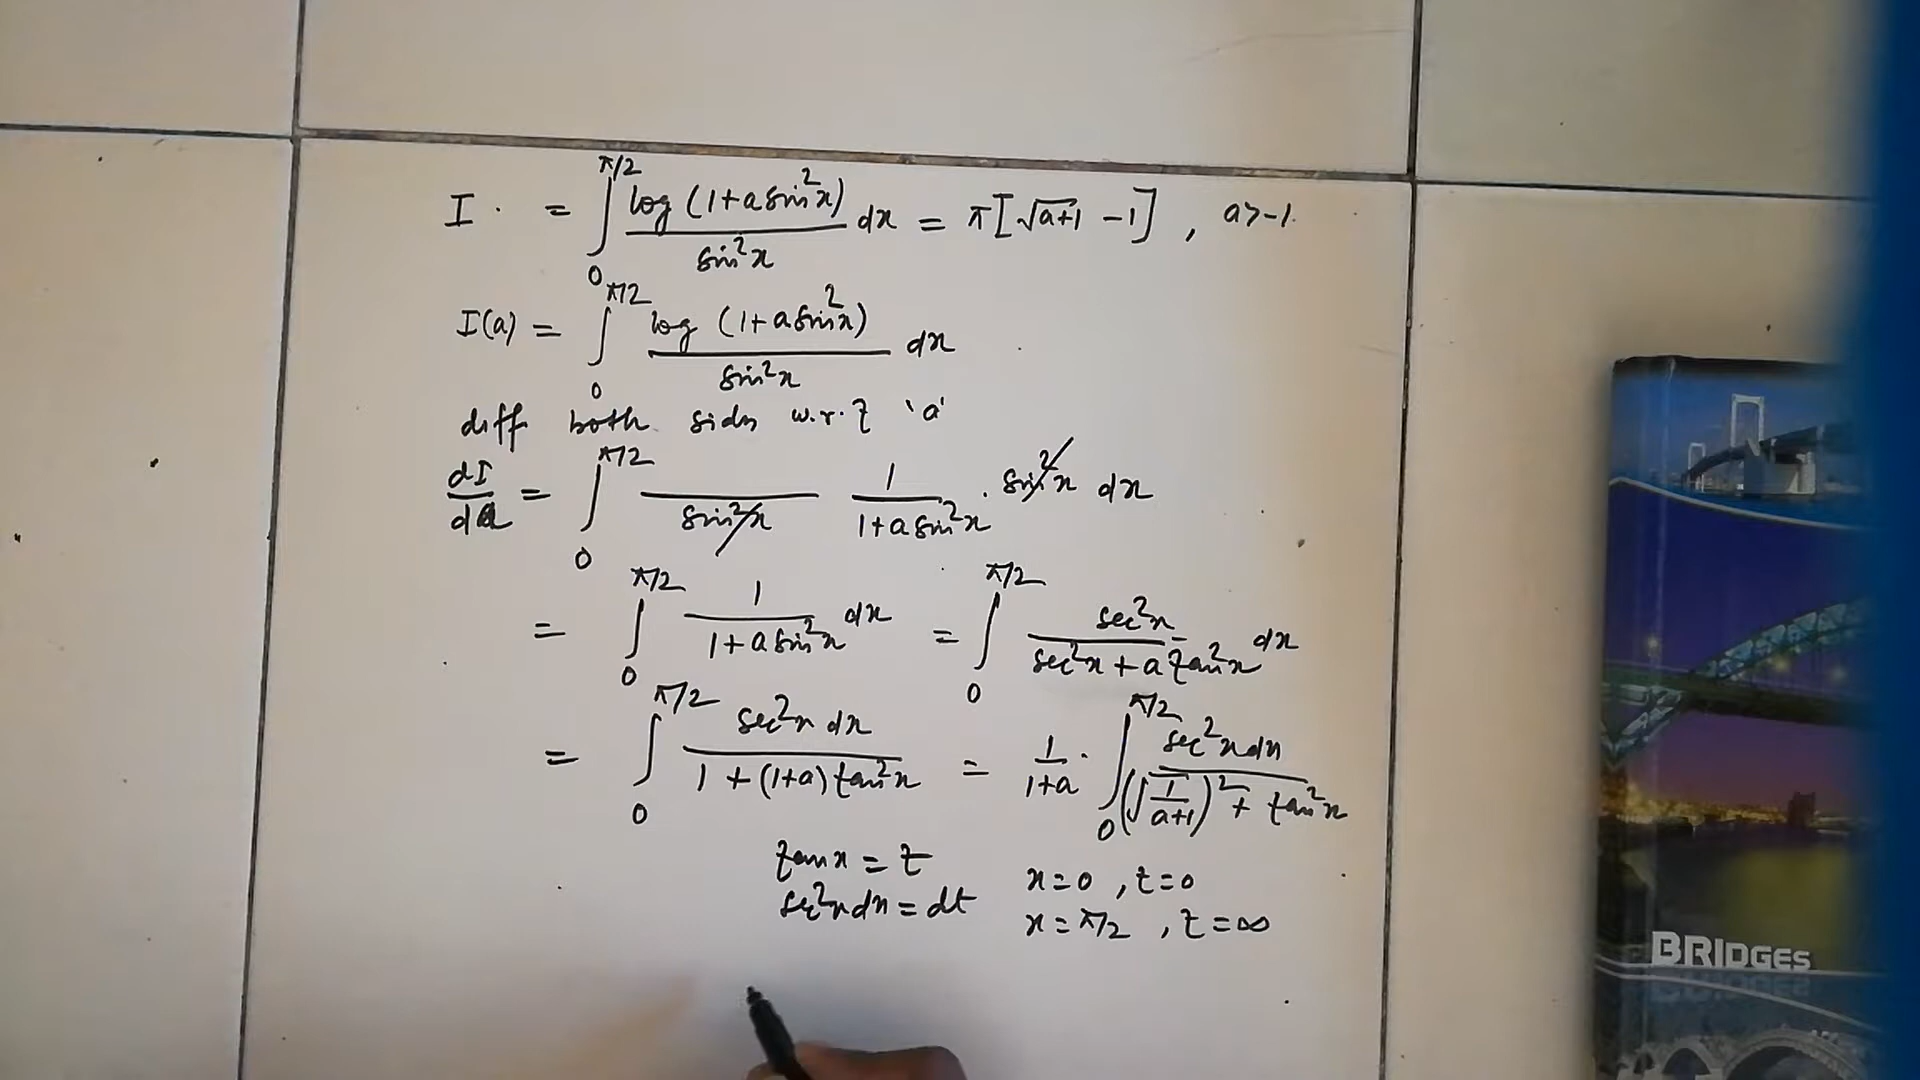 I = ∫₀^{π/2} log (1+a sin²x) / sin²x dx = π[√(a+1) −1] , a>-1.
I(a) = ∫₀^{π/2} log (1+a sin²x) / sin²x dx
diff both sides w.r.t 'a'
dI/da = ∫₀^{π/2} ─── / sin²x 1/(1+a sin²x) . sin²x dx
= ∫₀^{π/2} 1/(1+a sin²x) dx = ∫₀^{π/2} sec²x / (sec²x + a tan²x) dx
= ∫₀^{π/2} sec²x dx / (1 + (1+a) tan²x) = 1/(1+a) · ∫₀^{π/2} sec²x dx / ((√(1/(a+1)))² + tan²x)
tan x = t x=0 , t=0
sec²x dx = dt x = π/2 , t = ∞
BRIDGES